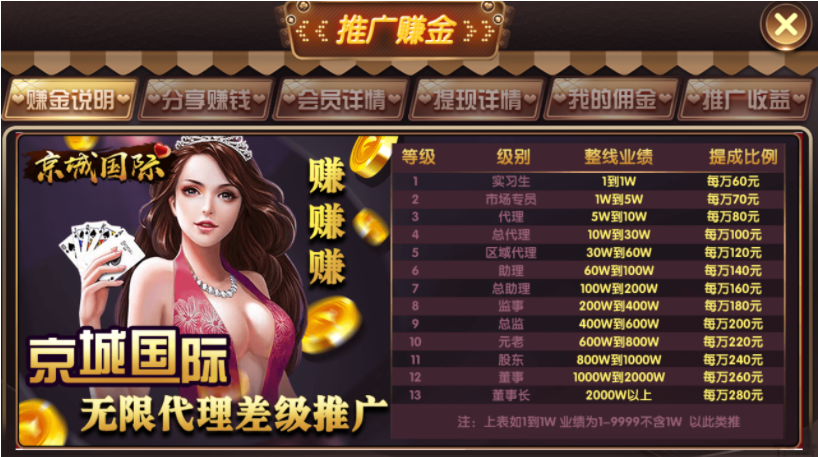 推广赚金
赚金说明 分享赚钱 会员详情 提现详情 我的佣金 推广收益
京城国际
赚
赚
赚
京城国际
无限代理差级推广
等级 级别 整线业绩 提成比例
1 实习生 1到1W 每万60元
2 市场专员 1W到5W 每万70元
3 代理 5W到10W 每万80元
4 总代理 10W到30W 每万100元
5 区域代理 30W到60W 每万120元
6 助理 60W到100W 每万140元
7 总助理 100W到200W 每万160元
8 监事 200W到400W 每万180元
9 总监 400W到600W 每万200元
10 元老 600W到800W 每万220元
11 股东 800W到1000W 每万240元
12 董事 1000W到2000W 每万260元
13 董事长 2000W以上 每万280元
注：上表如1到1W 业绩为1-9999不含1W 以此类推